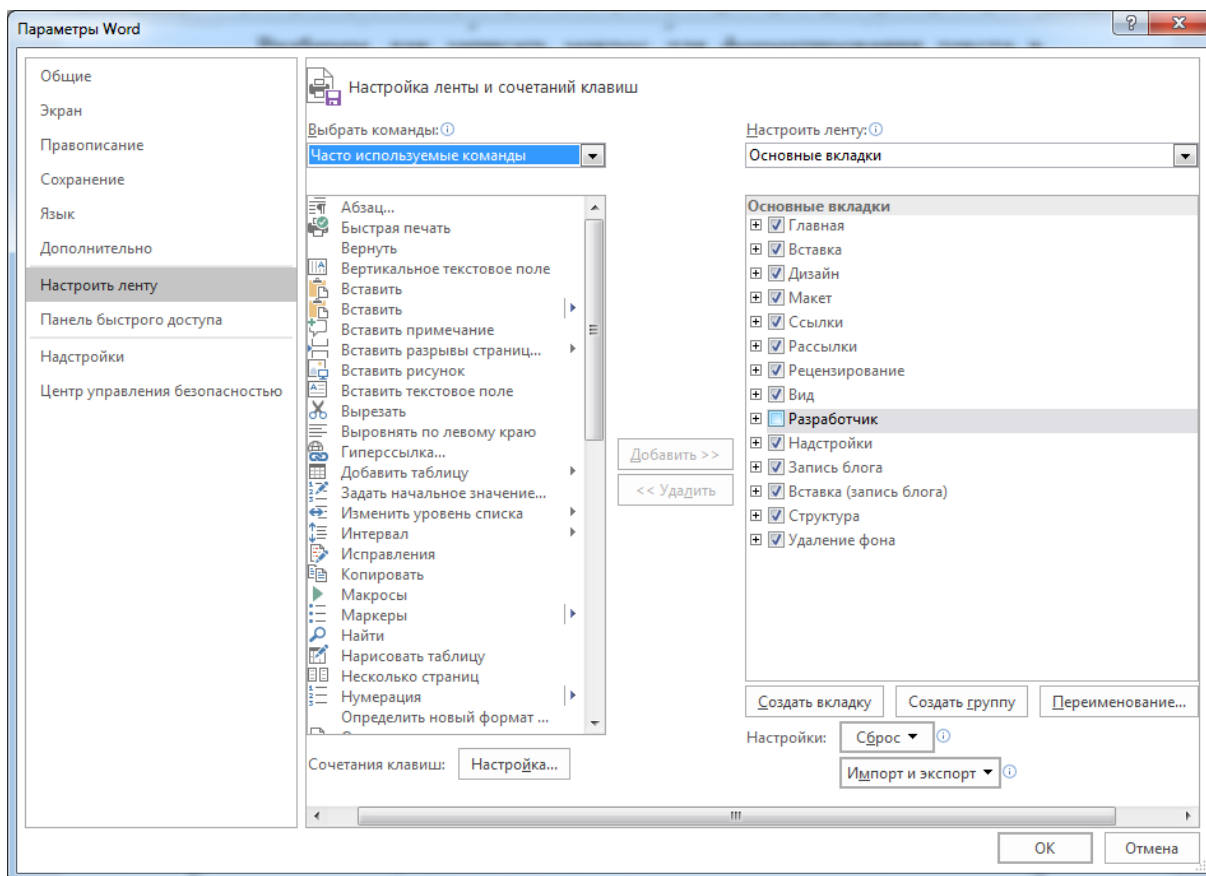 Параметры Word
Общие
Экран
Правописание
Сохранение
Язык
Дополнительно
Настроить ленту
Панель быстрого доступа
Надстройки
Центр управления безопасностью
Настройка ленты и сочетаний клавиш
Выбрать команды:
Часто используемые команды
Абзац...
Быстрая печать
Вернуть
Вертикальное текстовое поле
Вставить
Вставить
Вставить примечание
Вставить разрывы страниц...
Вставить рисунок
Вставить текстовое поле
Вырезать
Выровнять по левому краю
Гиперссылка...
Добавить таблицу
Задать начальное значение...
Изменить уровень списка
Интервал
Исправления
Копировать
Макросы
Маркеры
Найти
Нарисовать таблицу
Несколько страниц
Нумерация
Определить новый формат ...
Сочетания клавиш: Настройка...
Добавить >>
<< Удалить
Настроить ленту:
Основные вкладки
Основные вкладки
Главная
Вставка
Дизайн
Макет
Ссылки
Рассылки
Рецензирование
Вид
Разработчик
Надстройки
Запись блога
Вставка (запись блога)
Структура
Удаление фона
Создать вкладку Создать группу Переименование...
Настройки: Сброс
Импорт и экспорт
ОК Отмена